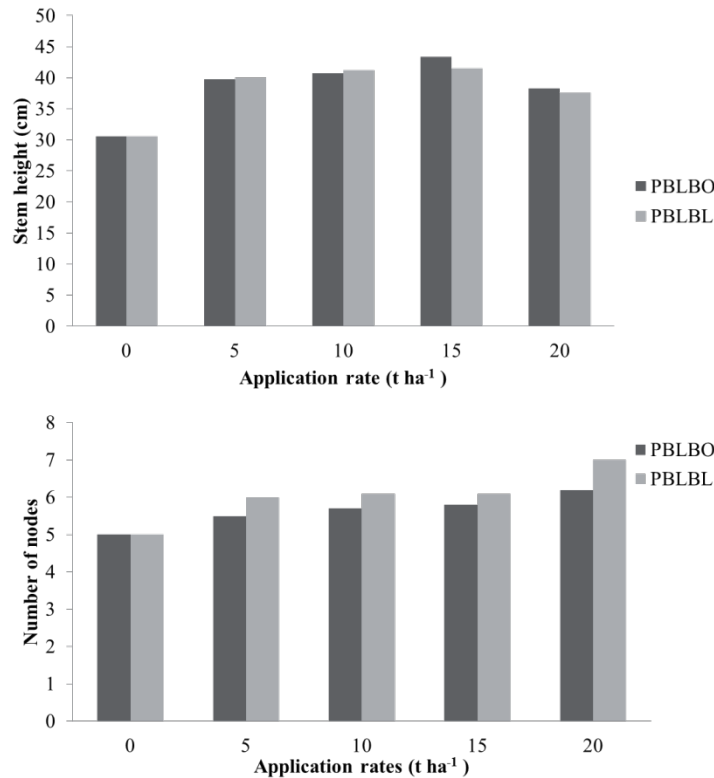 50
45
40
35
30
25
20
15
10
5
0
Stem height (cm)
PBLBO
PBLBL
0 5 10 15 20
Application rate (t ha⁻¹ )
8
7
6
5
4
3
2
1
0
Number of nodes
PBLBO
PBLBL
0 5 10 15 20
Application rates (t ha⁻¹ )